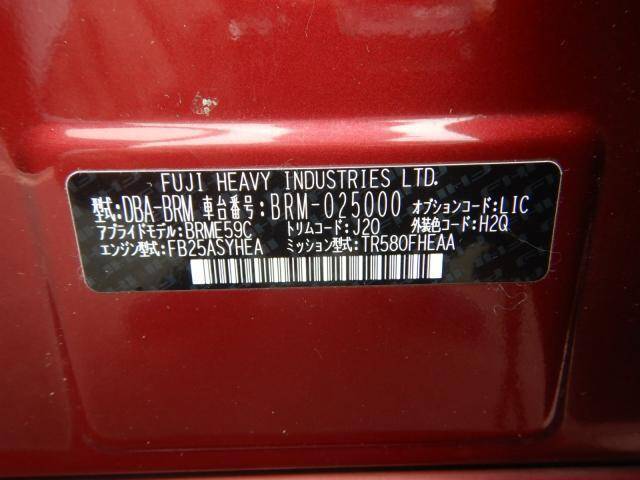 FUJI HEAVY INDUSTRIES LTD.
型式:DBA-BRM 車台番号:BRM-025000 オプションコード:LIC
アプライドモデル:BRME59C トリムコード:J20 外装色コード:H2Q
エンジン型式:FB25ASYHEA ミッション型式:TR580FHEAA